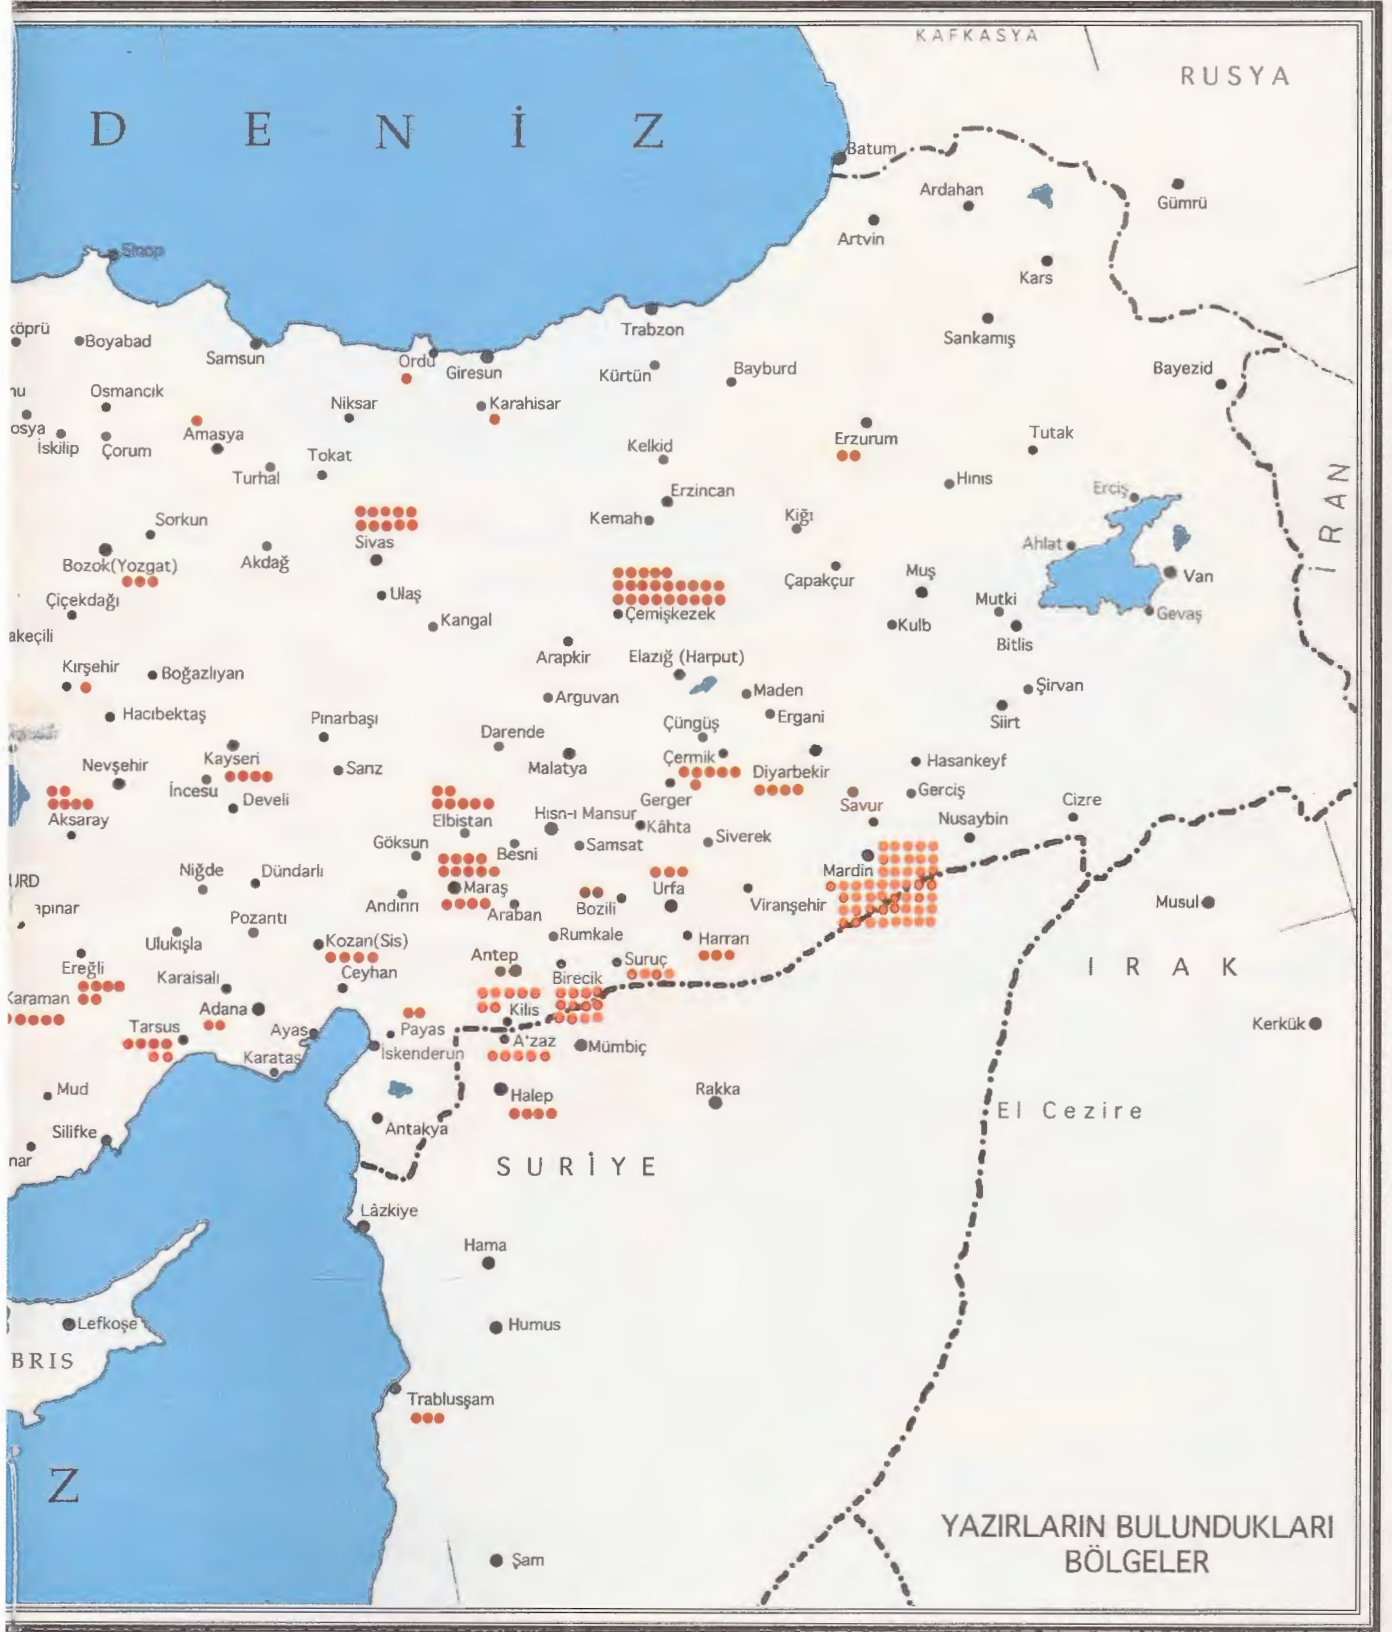 KAFKASYA
RUSYA
D E N İ Z
Batum
Ardahan
Gümrü
Artvin
Sinop
Kars
köprü
Boyabad
Samsun
Ordu
Giresun
Trabzon
Sarıkamış
Kürtün
Bayburd
Bayezid
nu
Osmancık
Niksar
Karahisar
osya
İskilip
Çorum
Amasya
Erzurum
Tutak
Turhal
Tokat
Kelkid
Hınıs
Erzincan
Erciş
İRAN
Sorkun
Kemah
Kiğı
Sivas
Ahlat
Bozok(Yozgat)
Akdağ
Çapakçur
Muş
Van
Çiçekdağı
Ulaş
Mutki
Çemişkezek
Gevaş
Kangal
Kulb
akeçili
Bitlis
Arapkir
Elazığ (Harput)
Kırşehir
Boğazlıyan
Arguvan
Maden
Şirvan
Hacıbektaş
Pınarbaşı
Ergani
Siirt
Çüngüş
Darende
Nevşehir
Kayseri
Sarız
Malatya
Çermik
Diyarbekir
Hasankeyf
İncesu
Develi
Gerger
Savur
Gerciş
Cizre
Aksaray
Elbistan
Hısn-ı Mansur
Kâhta
Nusaybin
Göksun
Besni
Samsat
Siverek
Niğde
Dündarlı
Mardin
URD
Maraş
Urfa
apınar
Andırın
Araban
Bozili
Viranşehir
Musul
Pozantı
Ulukışla
Kozan(Sis)
Rumkale
Harran
Ereğli
Karaisalı
Ceyhan
Antep
Birecik
Suruç
IRAK
Karaman
Adana
Kilis
Tarsus
Ayas
Payas
A'zaz
Mümbiç
Kerkük
Karataş
İskenderun
Mud
Halep
Rakka
El Cezire
Silifke
Antakya
nar
SURİYE
Lâzkiye
Hama
Lefkoşe
Humus
BRIS
Trablusşam
Z
YAZIRLARIN BULUNDUKLARI
BÖLGELER
Şam